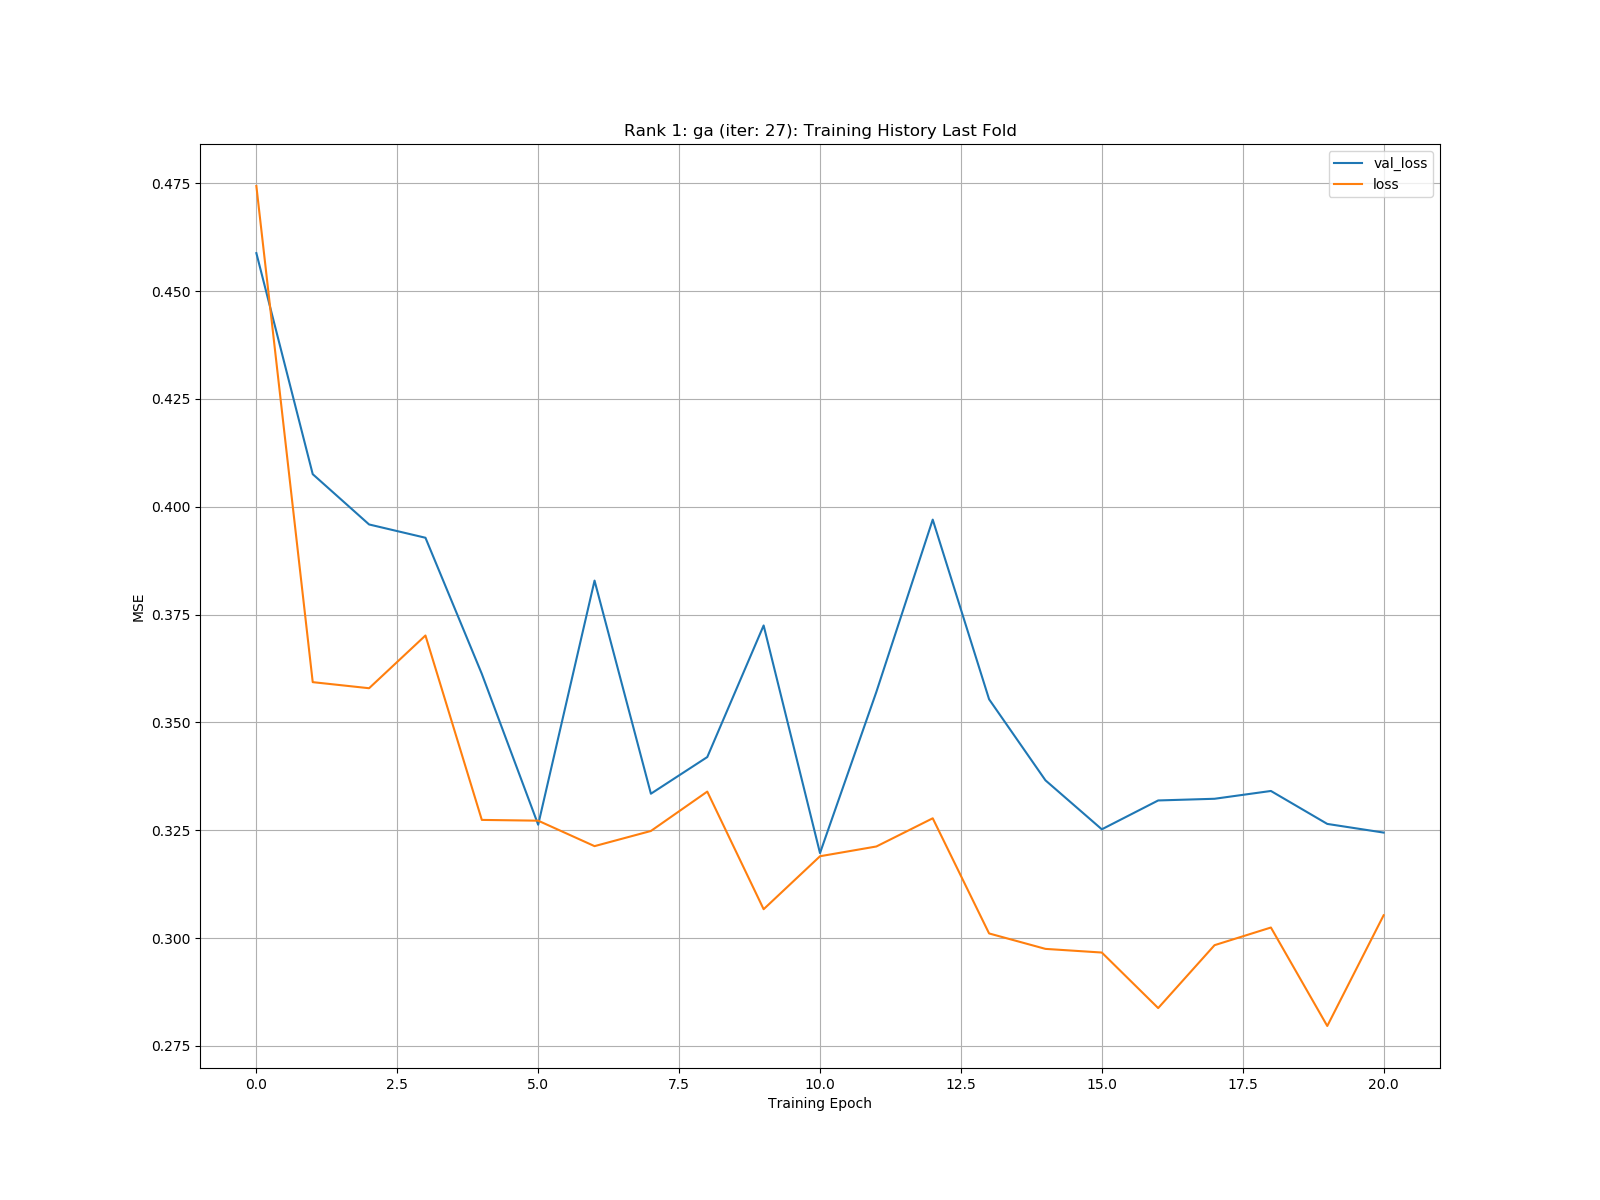 Rank 1: ga (iter: 27): Training History Last Fold
val_loss
loss
0.475
0.450
0.425
0.400
0.375
0.350
0.325
0.300
0.275
MSE
0.0 2.5 5.0 7.5 10.0 12.5 15.0 17.5 20.0
Training Epoch